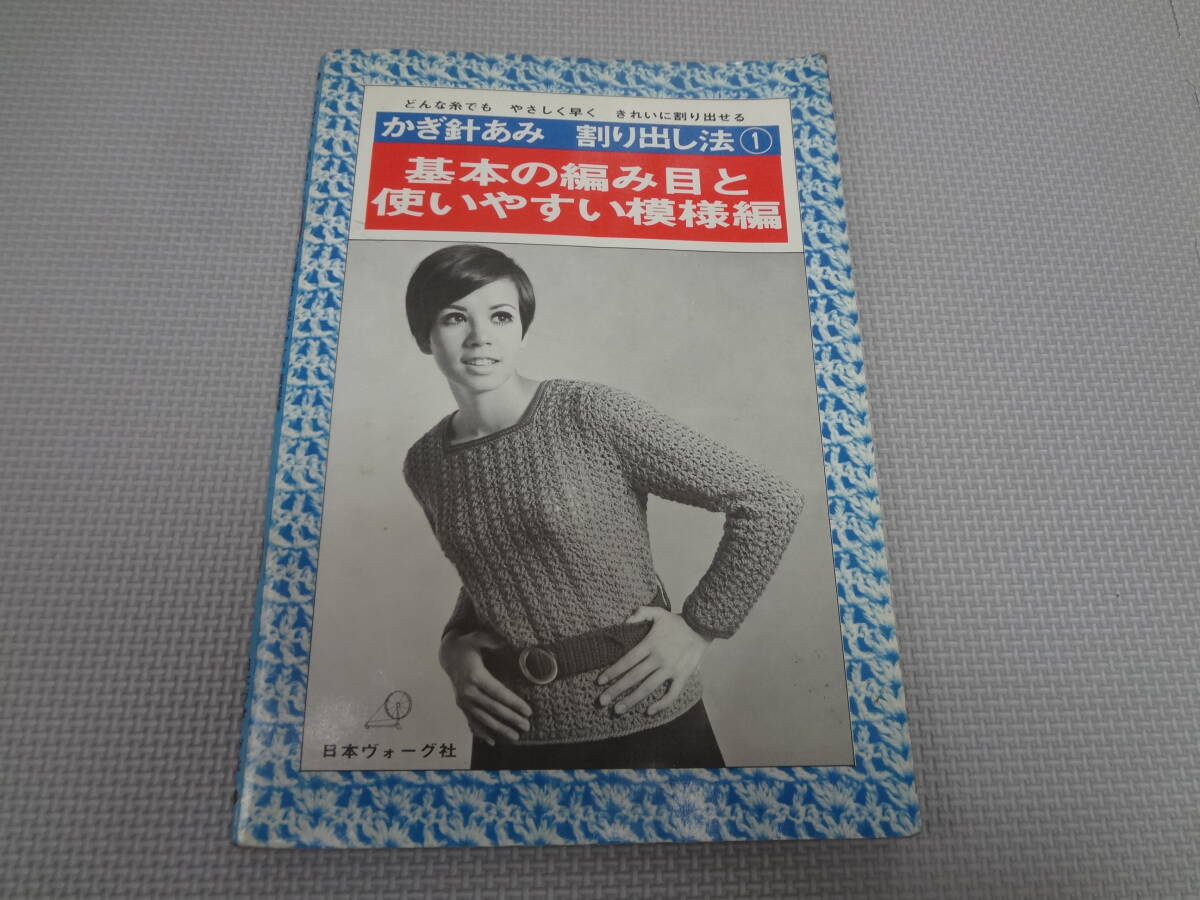 どんな糸でも やさしく早く きれいに割り出せる
かぎ針あみ 割り出し法①
基本の編み目と
使いやすい模様編
日本ヴォーグ社